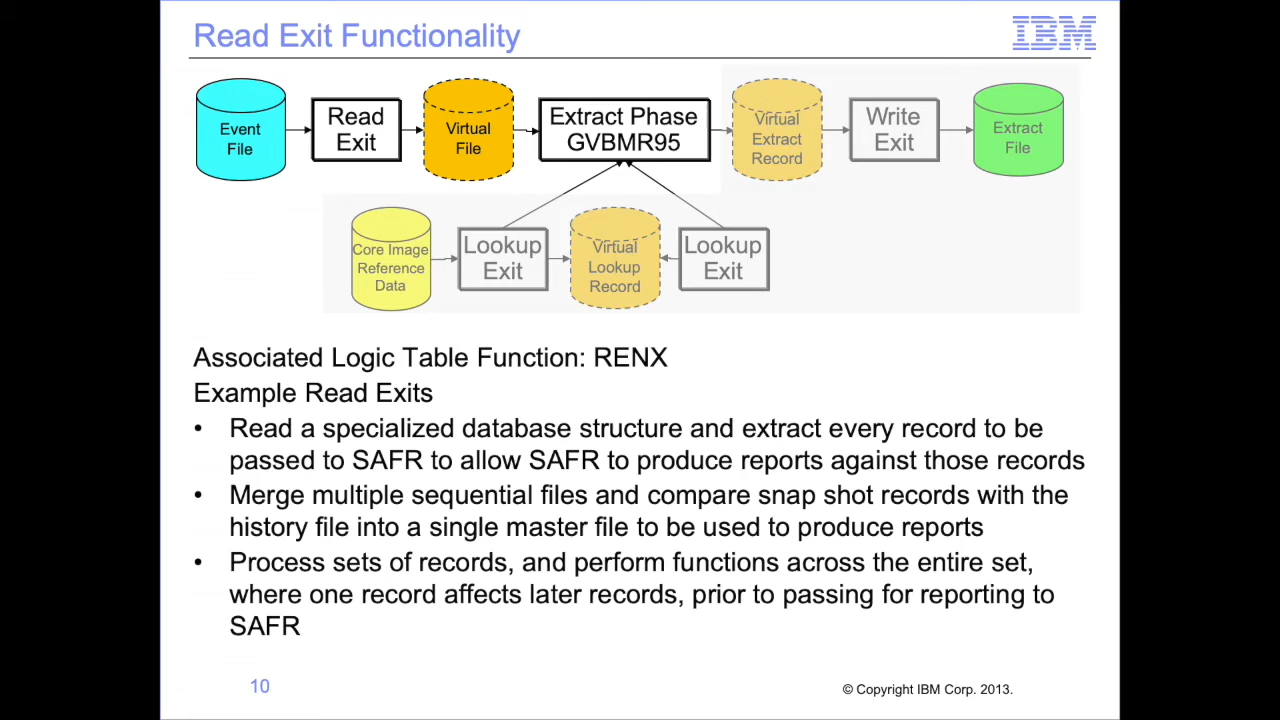 Read Exit Functionality
IBM
Event
File
Read
Exit
Virtual
File
Extract Phase
GVBMR95
Virtual
Extract
Record
Write
Exit
Extract
File
Core Image
Reference
Data
Lookup
Exit
Virtual
Lookup
Record
Lookup
Exit
Associated Logic Table Function: RENX
Example Read Exits
• Read a specialized database structure and extract every record to be
passed to SAFR to allow SAFR to produce reports against those records
• Merge multiple sequential files and compare snap shot records with the
history file into a single master file to be used to produce reports
• Process sets of records, and perform functions across the entire set,
where one record affects later records, prior to passing for reporting to
SAFR
10
© Copyright IBM Corp. 2013.